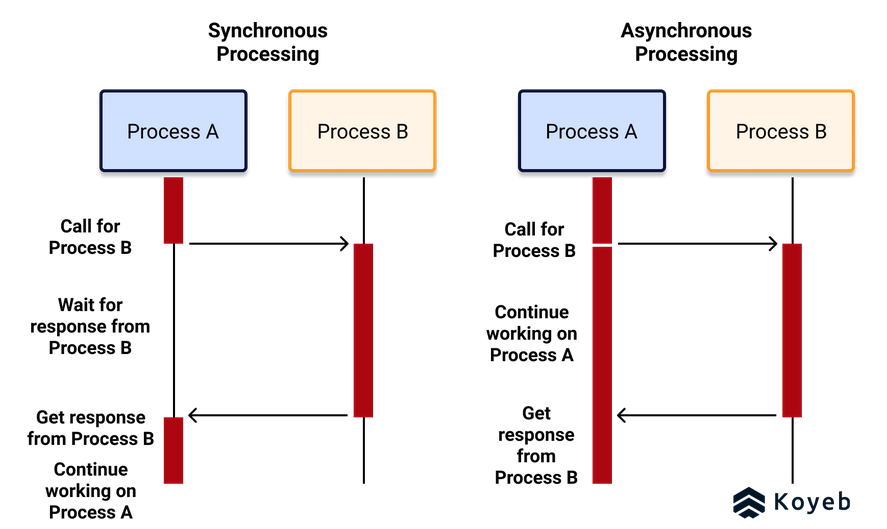 Synchronous
Processing
Process A
Process B
Call for
Process B
Wait for
response from
Process B
Get response
from Process B
Continue
working on
Process A
Asynchronous
Processing
Process A
Process B
Call for
Process B
Continue
working on
Process A
Get
response
from
Process B
Koyeb